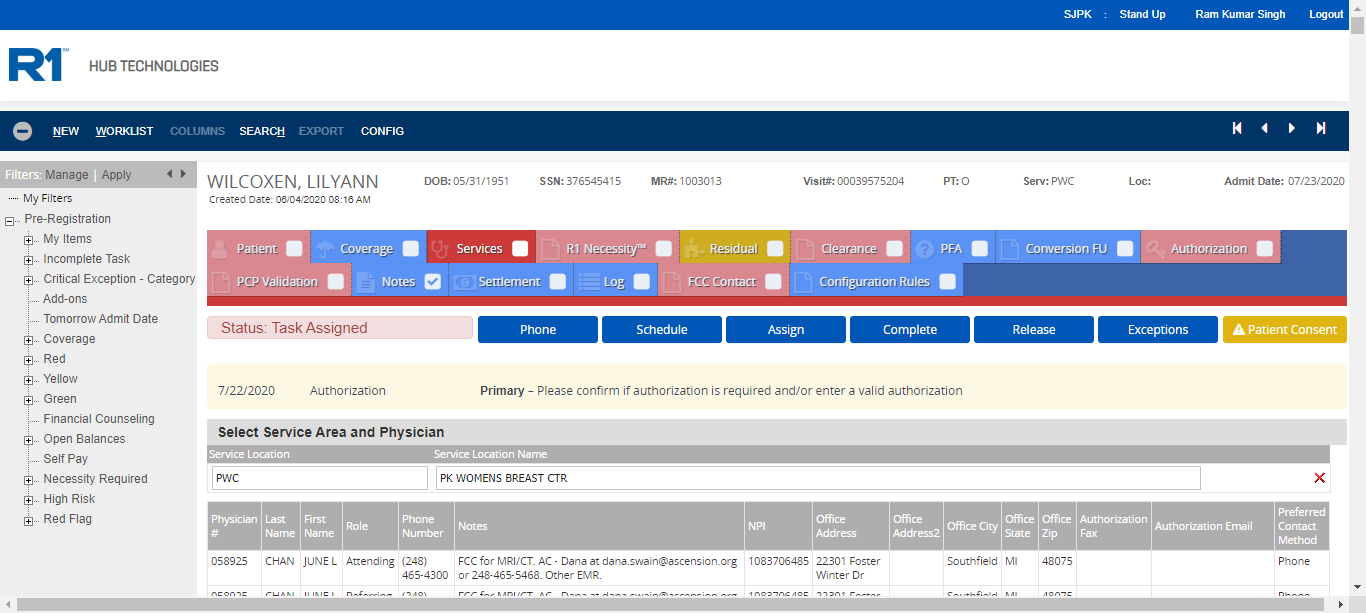 SJPK : Stand Up Ram Kumar Singh Logout
R1™ HUB TECHNOLOGIES
NEW WORKLIST COLUMNS SEARCH EXPORT CONFIG
Filters: Manage | Apply
My Filters
Pre-Registration
My Items
Incomplete Task
Critical Exception - Category
Add-ons
Tomorrow Admit Date
Coverage
Red
Yellow
Green
Financial Counseling
Open Balances
Self Pay
Necessity Required
High Risk
Red Flag
WILCOXEN, LILYANN DOB: 05/31/1951 SSN: 376545415 MR#: 1003013 Visit#: 00039575204 PT: O Serv: PWC Loc: Admit Date: 07/23/2020
Created Date: 06/04/2020 08:16 AM
Patient Coverage Services R1 Necessity™ Residual Clearance PFA Conversion FU Authorization
PCP Validation Notes Settlement Log FCC Contact Configuration Rules
Status: Task Assigned Phone Schedule Assign Complete Release Exceptions Patient Consent
7/22/2020 Authorization Primary – Please confirm if authorization is required and/or enter a valid authorization
Select Service Area and Physician
Service Location Service Location Name
PWC PK WOMENS BREAST CTR
Physician Last First Role Phone Notes NPI Office Office Office City Office Office Authorization Authorization Email Preferred
# Name Name Number Address Address2 State Zip Fax Contact
Method
058925 CHAN JUNE L Attending (248) FCC for MRI/CT. AC - Dana at dana.swain@ascension.org 1083706485 22301 Foster Southfield MI 48075 Phone
465-4300 or 248-465-5468. Other EMR. Winter Dr
058925 CHAN JUNE L Referring (248) FCC for MRI/CT. AC - Dana at dana.swain@ascension.org 1083706485 22301 Foster Southfield MI 48075 Phone